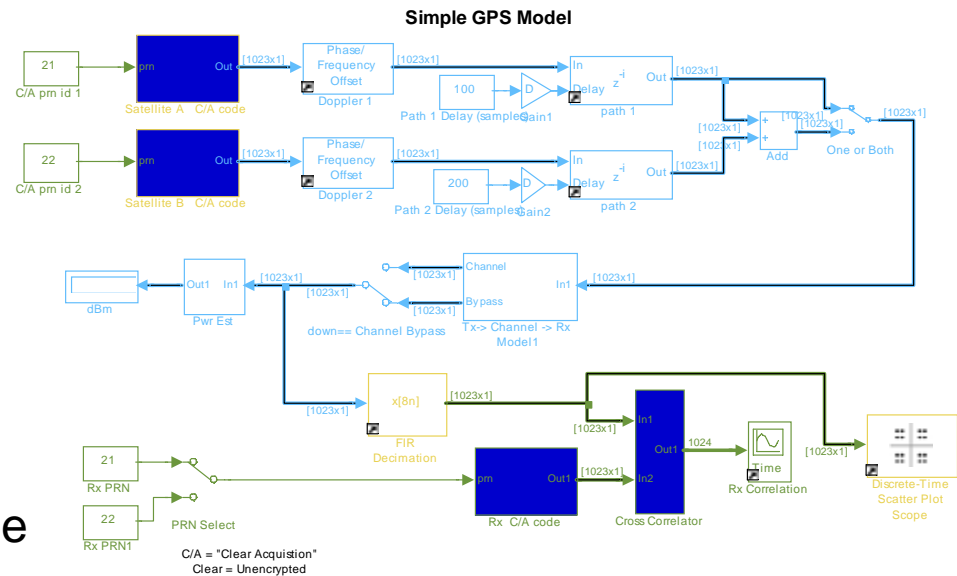 Simple GPS Model
21
C/A prn id 1
prn
Out
Satellite A C/A code
[1023x1]
Phase/
Frequency
Offset
Doppler 1
[1023x1]
100
Path 1 Delay (samples)
D
Gain1
In
Delay
z-i
Out
path 1
[1023x1]
22
C/A prn id 2
prn
Out
Satellite B C/A code
[1023x1]
Phase/
Frequency
Offset
Doppler 2
[1023x1]
200
Path 2 Delay (samples)
D
Gain2
In
Delay
z-i
Out
path 2
[1023x1]
[1023x1]
[1023x1]
+
+
Add
[1023x1]
One or Both
[1023x1]
dBm
Out1
In1
Pwr Est
[1023x1]
[1023x1]
down== Channel Bypass
[1023x1]
[1023x1]
Channel
Bypass
In1
Tx-> Channel -> Rx
Model1
[1023x1]
[1023x1]
x[8n]
FIR
Decimation
[1023x1]
[1023x1]
21
Rx PRN
22
Rx PRN1
PRN Select
prn
Out1
Rx C/A code
[1023x1]
In1
In2
Out1
Cross Correlator
1024
Time
Rx Correlation
[1023x1]
Discrete-Time
Scatter Plot
Scope
e
C/A = "Clear Acquistion"
Clear = Unencrypted